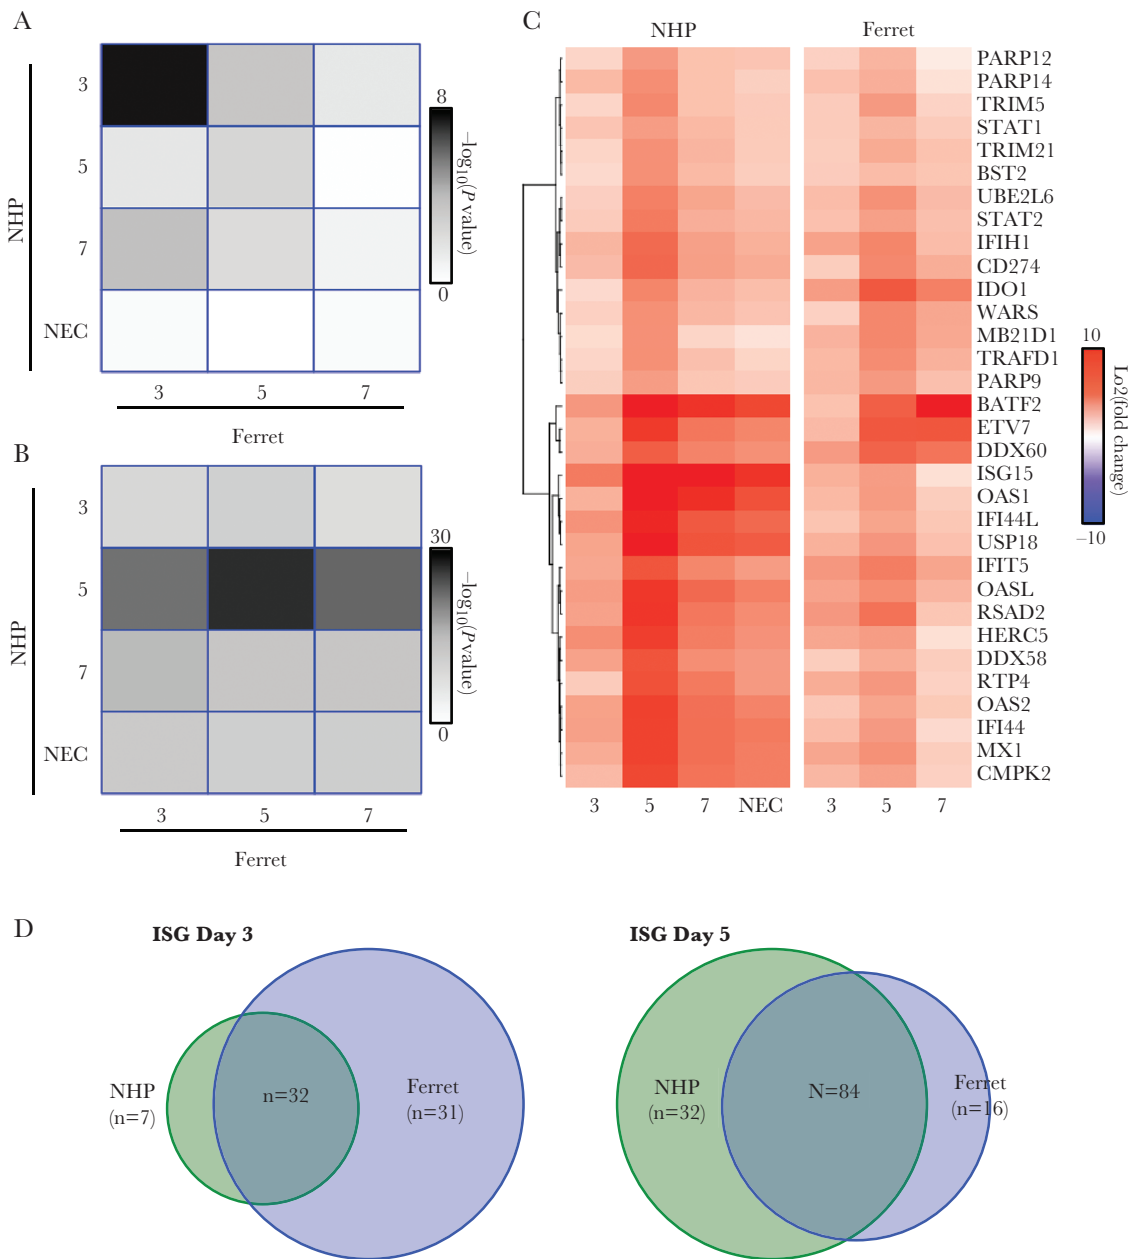 A
NHP
3
5
7
NEC
3
5
7
Ferret
8
0
–log10(P value)
B
NHP
3
5
7
NEC
3
5
7
Ferret
30
0
–log10(P value)
C
NHP
Ferret
PARP12
PARP14
TRIM5
STAT1
TRIM21
BST2
UBE2L6
STAT2
IFIH1
CD274
IDO1
WARS
MB21D1
TRAFD1
PARP9
BATF2
ETV7
DDX60
ISG15
OAS1
IFI44L
USP18
IFIT5
OASL
RSAD2
HERC5
DDX58
RTP4
OAS2
IFI44
MX1
CMPK2
3 5 7 NEC
3 5 7
10
–10
Lo2(fold change)
D
ISG Day 3
NHP
(n=7)
n=32
Ferret
(n=31)
ISG Day 5
NHP
(n=32)
N=84
Ferret
(n=16)